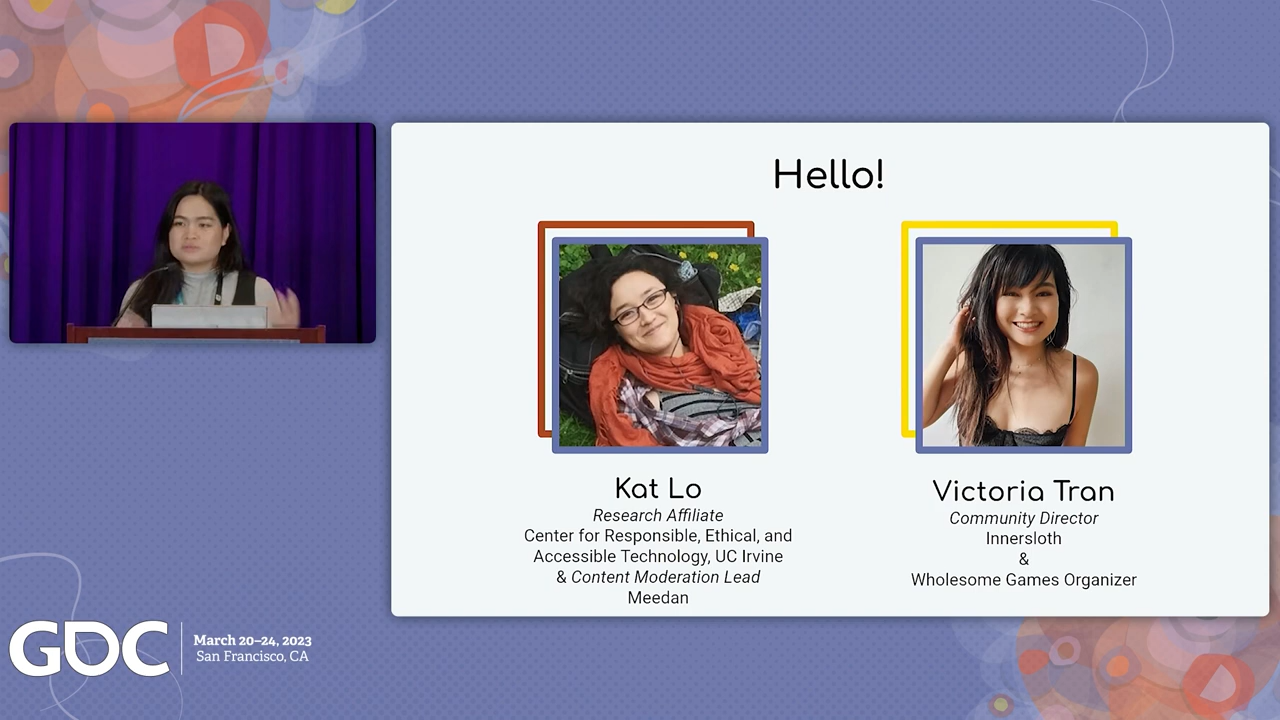 Hello!
Kat Lo
Research Affiliate
Center for Responsible, Ethical, and
Accessible Technology, UC Irvine
& Content Moderation Lead
Meedan
Victoria Tran
Community Director
Innersloth
&
Wholesome Games Organizer
GDC
March 20–24, 2023
San Francisco, CA